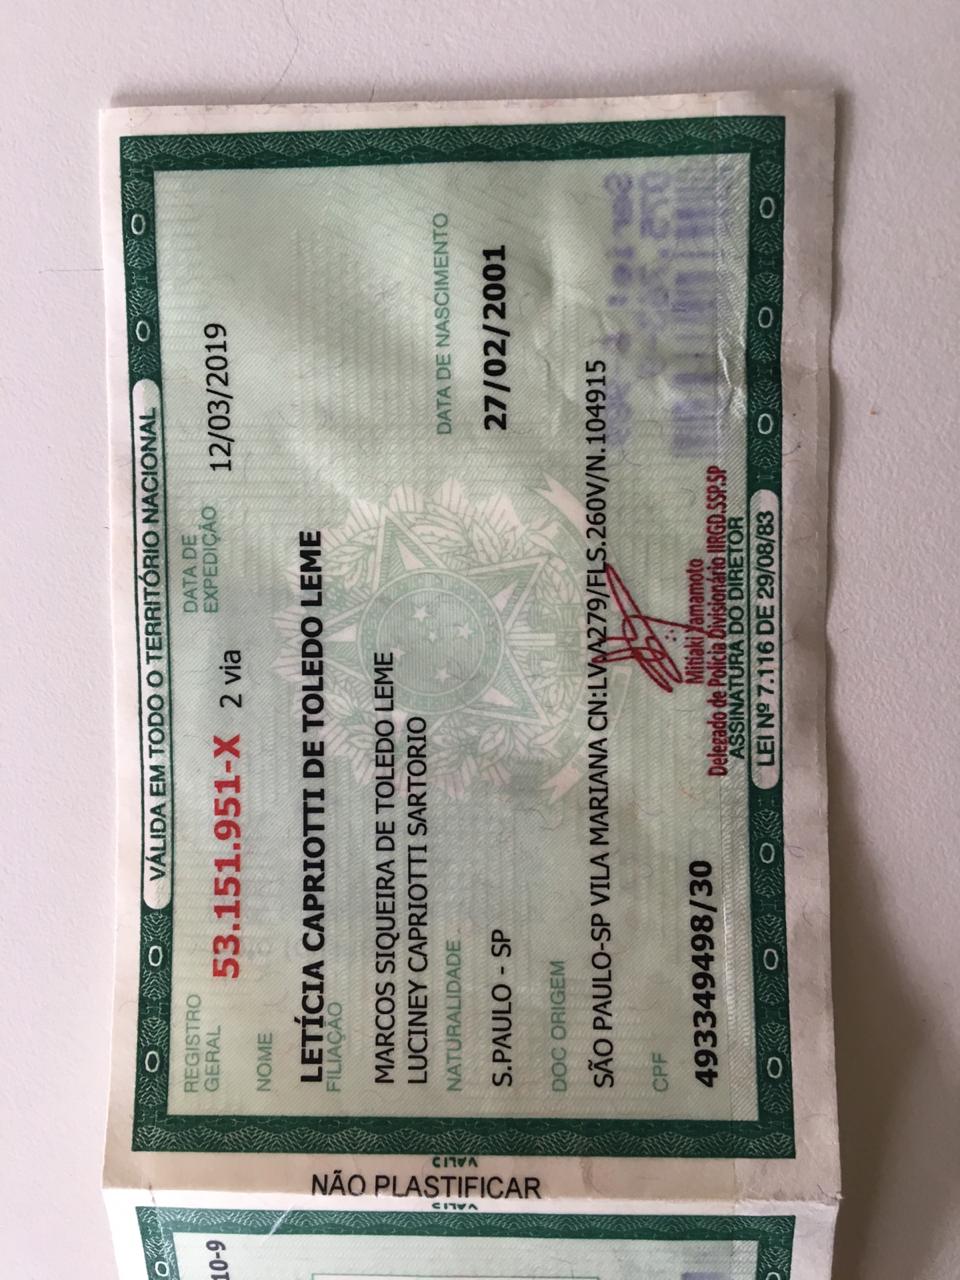 VÁLIDA EM TODO O TERRITÓRIO NACIONAL
REGISTRO GERAL 53.151.951-X 2 via DATA DE EXPEDIÇÃO 12/03/2019
NOME
LETÍCIA CAPRIOTTI DE TOLEDO LEME
FILIAÇÃO
MARCOS SIQUEIRA DE TOLEDO LEME
LUCINEY CAPRIOTTI SARTORIO
NATURALIDADE DATA DE NASCIMENTO
S.PAULO - SP 27/02/2001
DOC ORIGEM
SÃO PAULO-SP VILA MARIANA CN:LV.A279/FLS.260V/N.104915
CPF
493349498/30
Mitiaki Yamamoto
Delegado de Polícia Divisionário IIRGD.SSP.SP
ASSINATURA DO DIRETOR
LEI Nº 7.116 DE 29/08/83
NÃO PLASTIFICAR
10-9